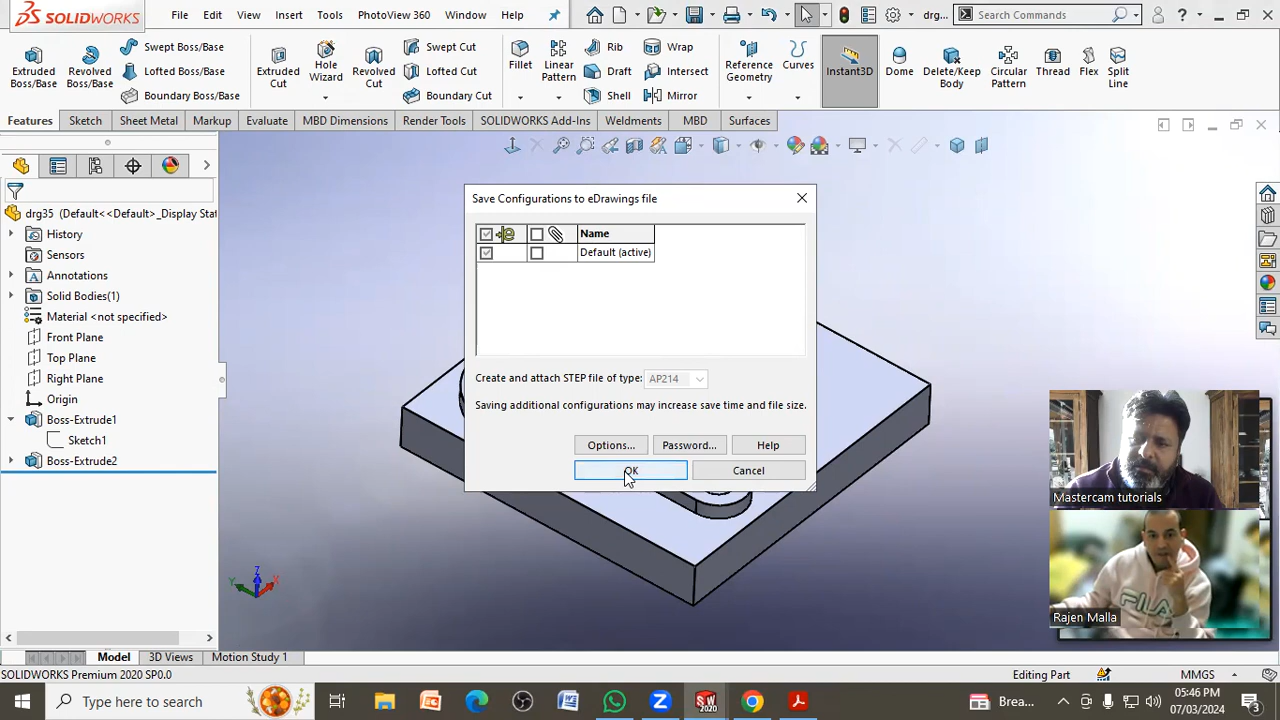 SOLIDWORKS File Edit View Insert Tools PhotoView 360 Window Help drg... Search Commands
Extruded Boss/Base
Revolved Boss/Base
Swept Boss/Base
Lofted Boss/Base
Boundary Boss/Base
Extruded Cut
Hole Wizard
Revolved Cut
Swept Cut
Lofted Cut
Boundary Cut
Fillet
Linear Pattern
Rib
Draft
Shell
Wrap
Intersect
Mirror
Reference Geometry
Curves
Instant3D
Dome
Delete/Keep Body
Circular Pattern
Thread
Flex
Split Line
Features Sketch Sheet Metal Markup Evaluate MBD Dimensions Render Tools SOLIDWORKS Add-Ins Weldments MBD Surfaces
drg35 (Default<<Default>_Display Stat
History
Sensors
Annotations
Solid Bodies(1)
Material <not specified>
Front Plane
Top Plane
Right Plane
Origin
Boss-Extrude1
Sketch1
Boss-Extrude2
Save Configurations to eDrawings file
Name
Default (active)
Create and attach STEP file of type: AP214
Saving additional configurations may increase save time and file size.
Options... Password... Help
OK Cancel
Z
Y X
Mastercam tutorials
FILA
Rajen Malla
Model 3D Views Motion Study 1
SOLIDWORKS Premium 2020 SP0.0 Editing Part MMGS
Type here to search
SW
2020
Brea...
05:46 PM
07/03/2024
3